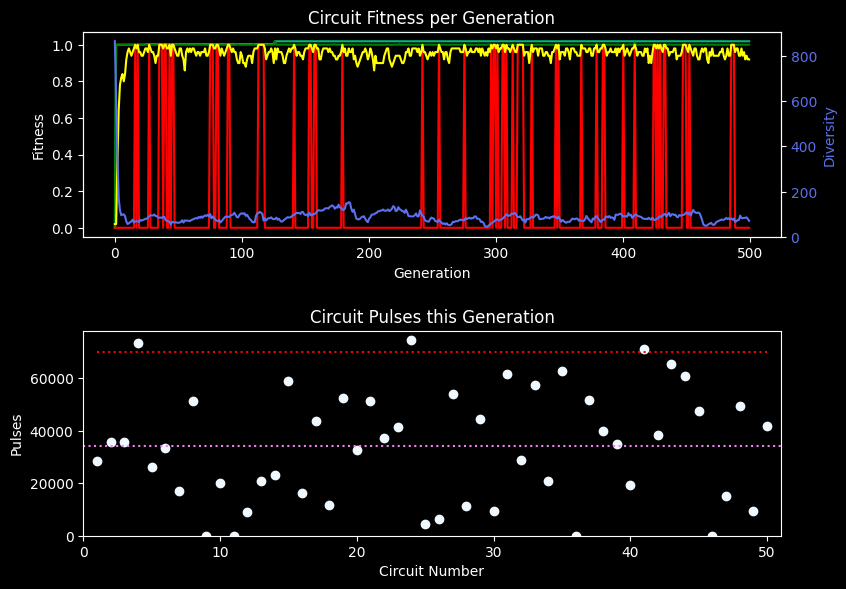 Circuit Fitness per Generation
1.0
0.8
0.6
0.4
0.2
0.0
Fitness
800
600
400
200
0
Diversity
0 100 200 300 400 500
Generation
Circuit Pulses this Generation
60000
40000
20000
0
Pulses
0 10 20 30 40 50
Circuit Number